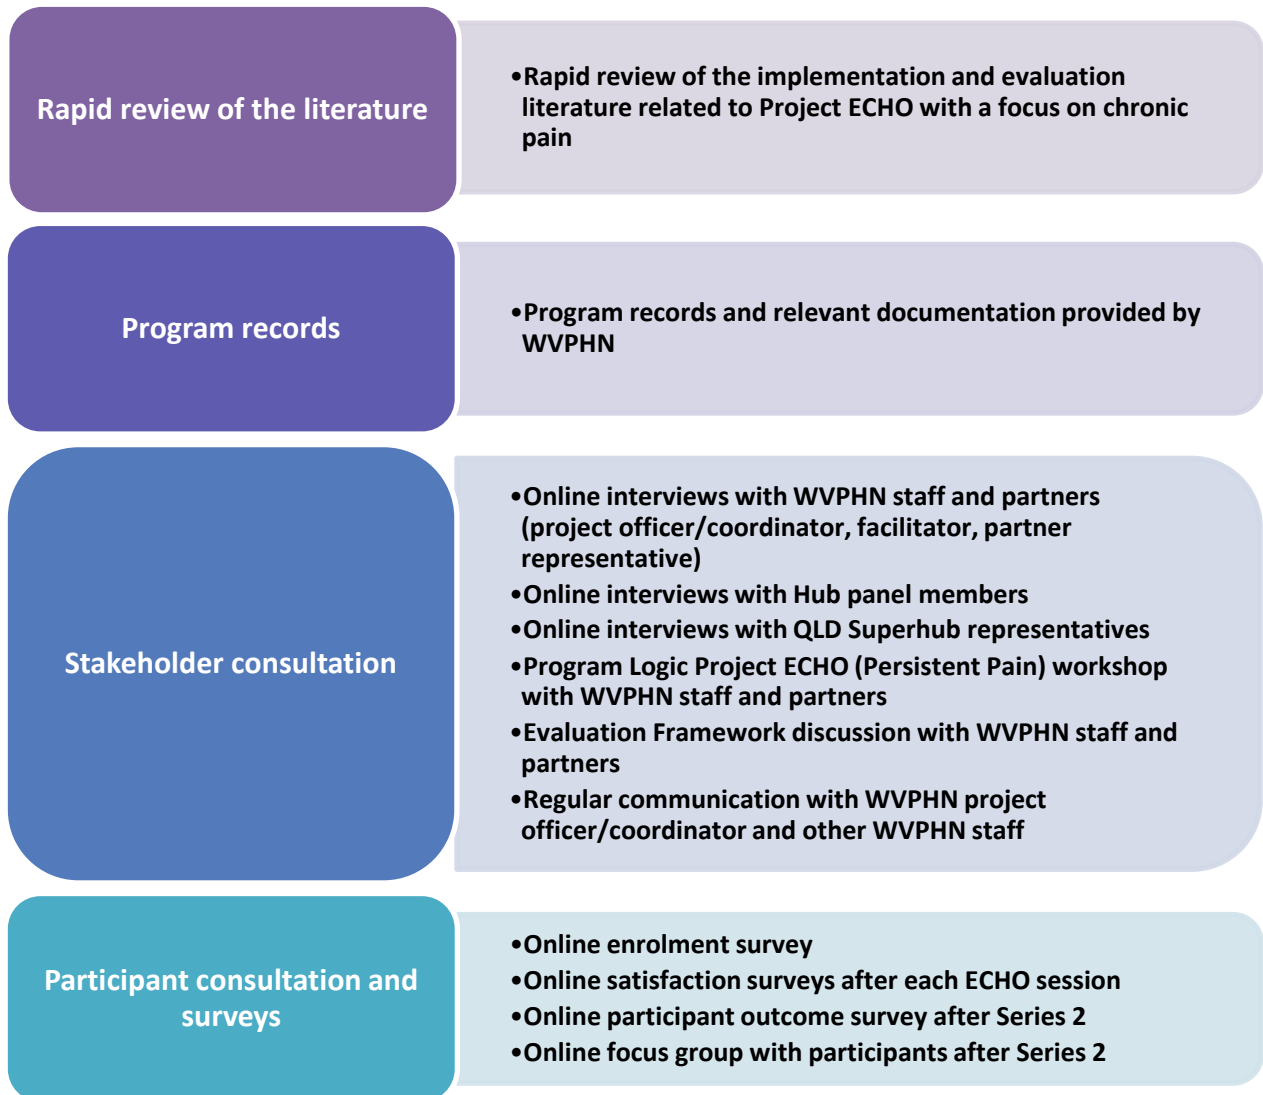 Rapid review of the literature
•Rapid review of the implementation and evaluation
literature related to Project ECHO with a focus on chronic
pain
Program records
•Program records and relevant documentation provided by
WVPHN
Stakeholder consultation
•Online interviews with WVPHN staff and partners
(project officer/coordinator, facilitator, partner
representative)
•Online interviews with Hub panel members
•Online interviews with QLD Superhub representatives
•Program Logic Project ECHO (Persistent Pain) workshop
with WVPHN staff and partners
•Evaluation Framework discussion with WVPHN staff and
partners
•Regular communication with WVPHN project
officer/coordinator and other WVPHN staff
Participant consultation and
surveys
•Online enrolment survey
•Online satisfaction surveys after each ECHO session
•Online participant outcome survey after Series 2
•Online focus group with participants after Series 2